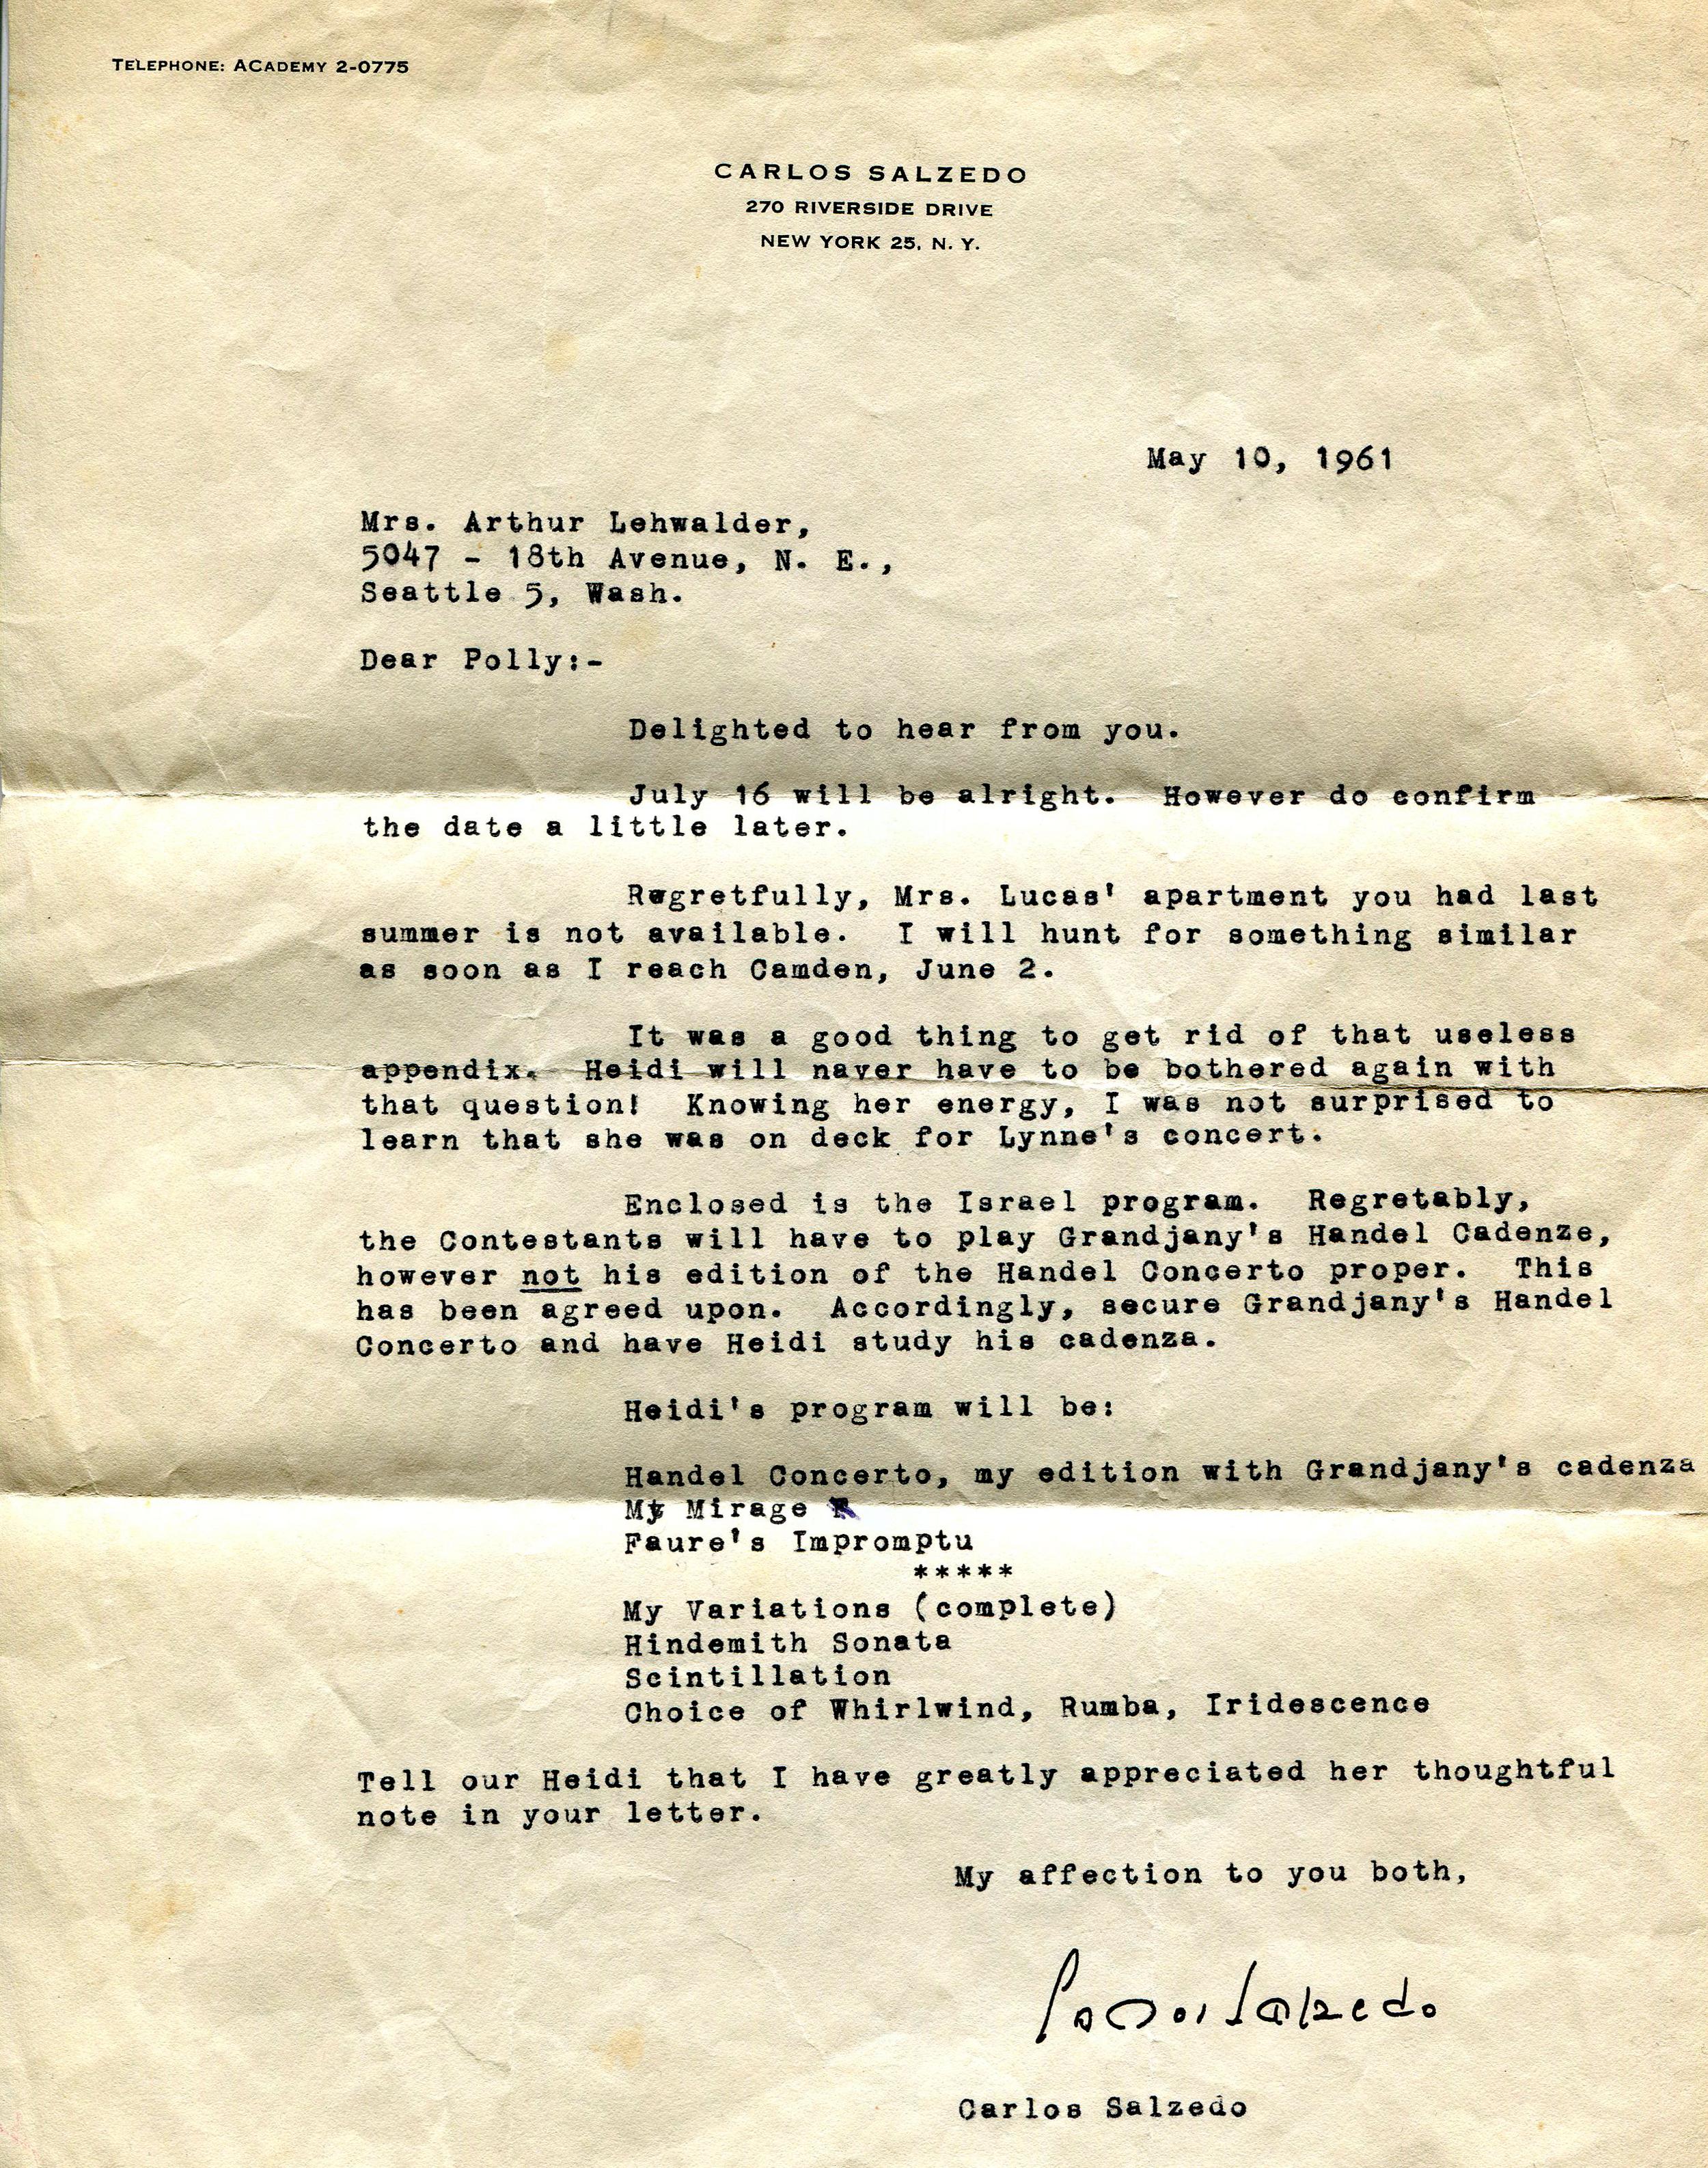 TELEPHONE: ACADEMY 2-0775
CARLOS SALZEDO
270 RIVERSIDE DRIVE
NEW YORK 25, N. Y.
May 10, 1961
Mrs. Arthur Lehwalder,
5047 - 18th Avenue, N. E.,
Seattle 5, Wash.
Dear Polly:-
Delighted to hear from you.
July 16 will be alright. However do confirm
the date a little later.
Regretfully, Mrs. Lucas' apartment you had last
summer is not available. I will hunt for something similar
as soon as I reach Camden, June 2.
It was a good thing to get rid of that useless
appendix. Heidi will never have to be bothered again with
that question! Knowing her energy, I was not surprised to
learn that she was on deck for Lynne's concert.
Enclosed is the Israel program. Regretably,
the Contestants will have to play Grandjany's Handel Cadenze,
however not his edition of the Handel Concerto proper. This
has been agreed upon. Accordingly, secure Grandjany's Handel
Concerto and have Heidi study his cadenza.
Heidi's program will be:
Handel Concerto, my edition with Grandjany's cadenza
My Mirage
Faure's Impromptu
*****
My Variations (complete)
Hindemith Sonata
Scintillation
Choice of Whirlwind, Rumba, Iridescence
Tell our Heidi that I have greatly appreciated her thoughtful
note in your letter.
My affection to you both,
Carlos Salzedo
Carlos Salzedo